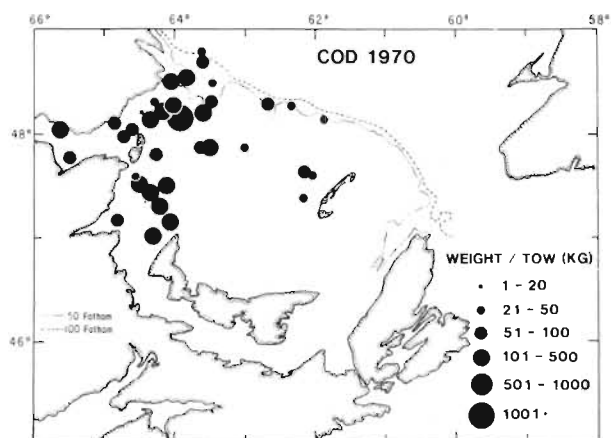 66° 64° 62° 60° 58°
COD 1970
48°
46°
WEIGHT / TOW (KG)
1 - 20
21 - 50
51 - 100
101 - 500
501 - 1000
1001+
50 Fathom
100 Fathom